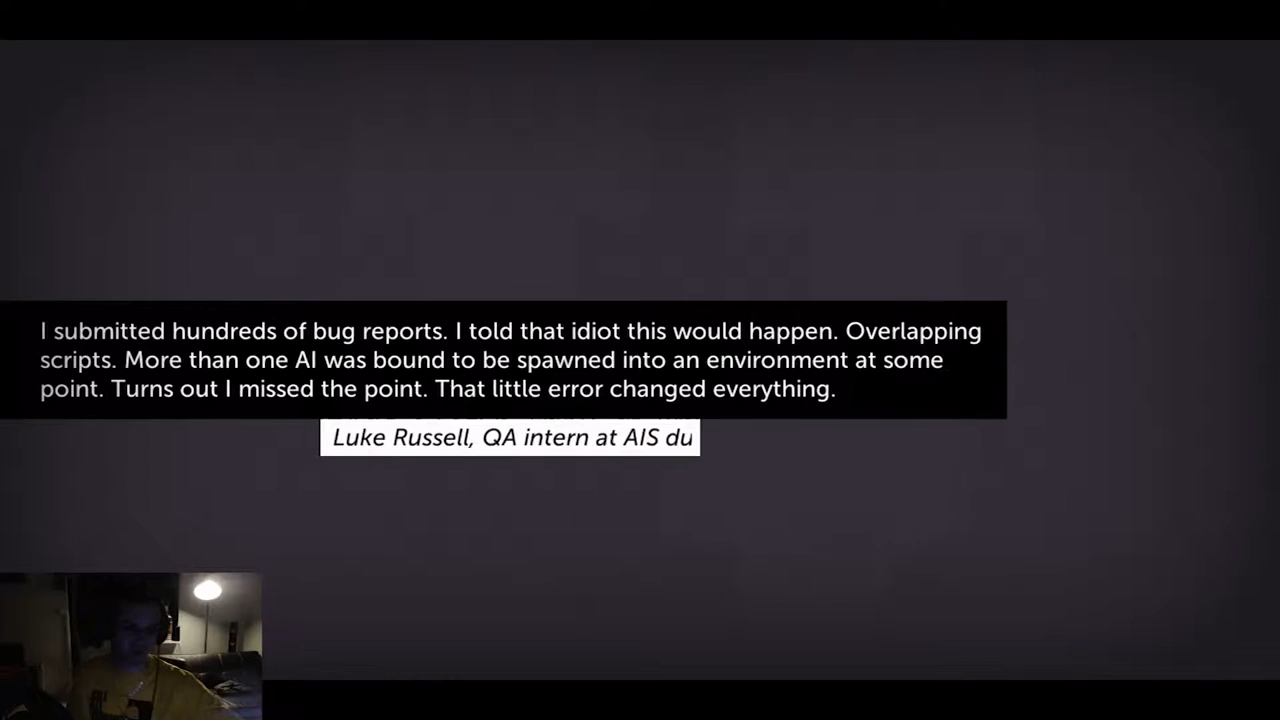 I submitted hundreds of bug reports. I told that idiot this would happen. Overlapping
scripts. More than one AI was bound to be spawned into an environment at some
point. Turns out I missed the point. That little error changed everything.
Luke Russell, QA intern at AIS du